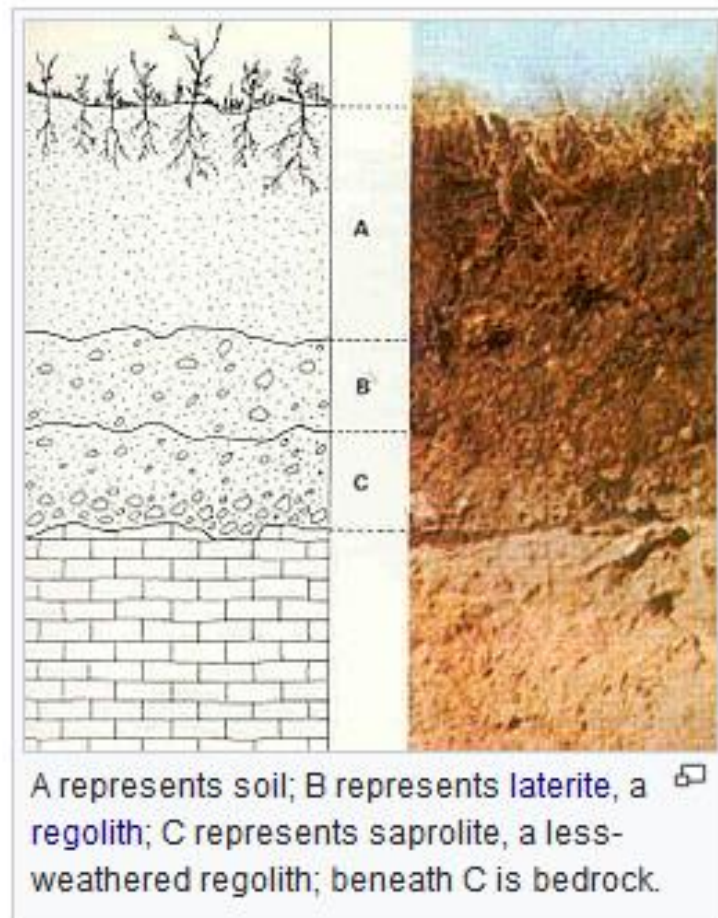 A
B
C
A represents soil; B represents laterite, a
regolith; C represents saprolite, a less-
weathered regolith; beneath C is bedrock.